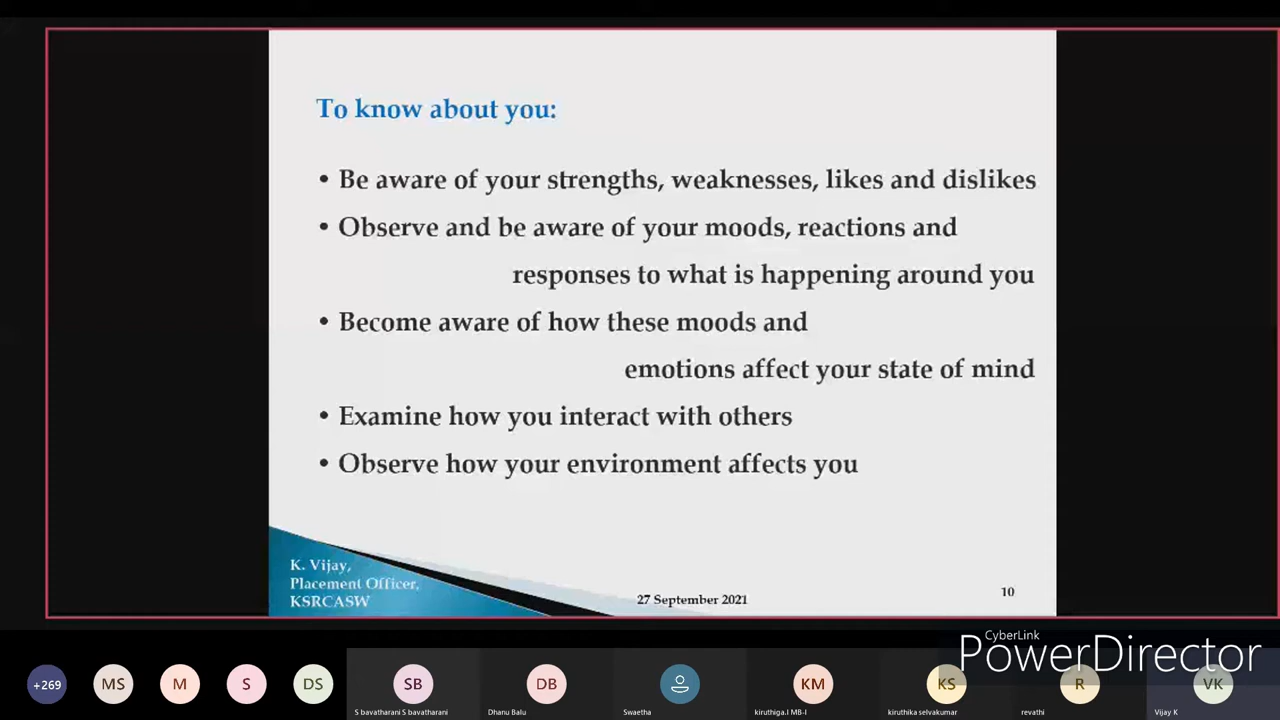 To know about you:
• Be aware of your strengths, weaknesses, likes and dislikes
• Observe and be aware of your moods, reactions and
responses to what is happening around you
• Become aware of how these moods and
emotions affect your state of mind
• Examine how you interact with others
• Observe how your environment affects you
K. Vijay,
Placement Officer,
KSRCASW
27 September 2021
10
CyberLink
PowerDirector
+269
MS
M
S
DS
SB
DB
KM
KS
R
VK
S bavatharani S bavatharani
Dhanu Balu
Swaetha
kiruthiga.I MB-I
kiruthika selvakumar
revathi
Vijay K